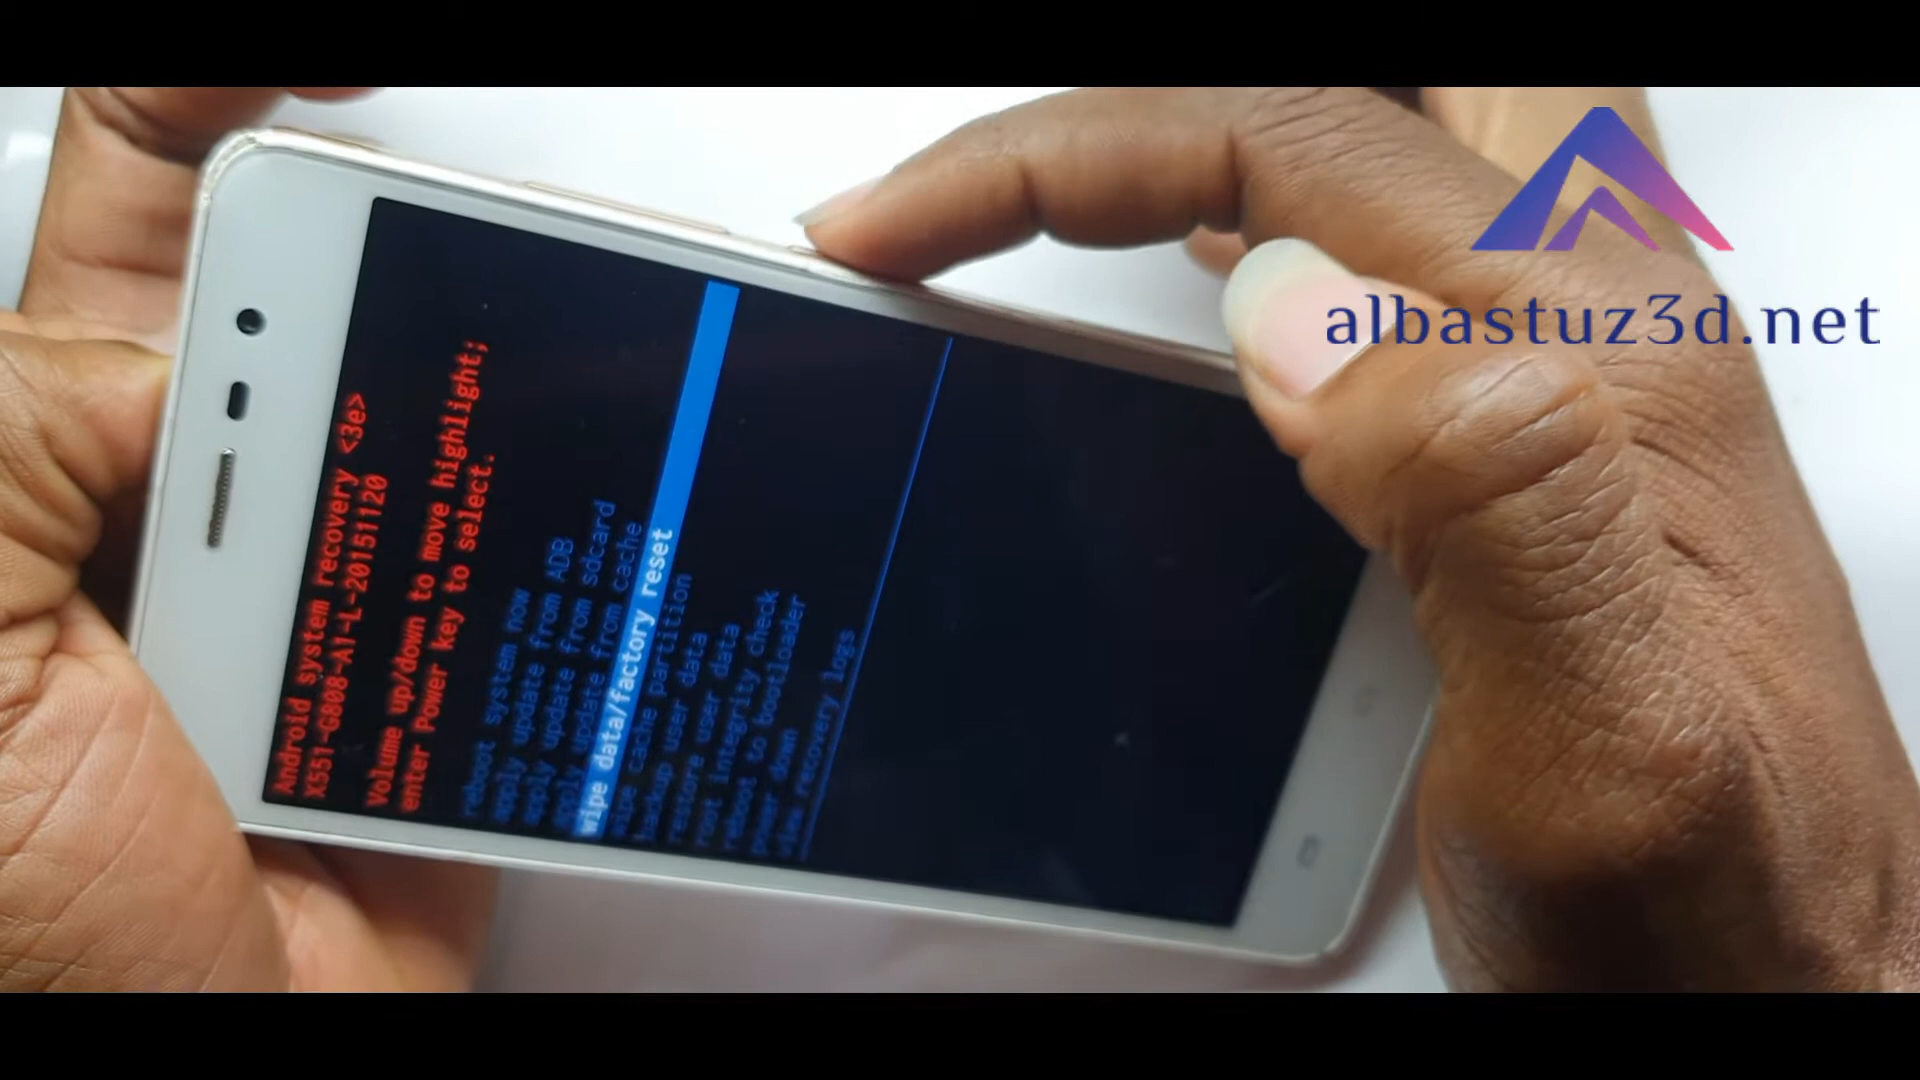 Android system recovery <3e>
X551-G808-A1-L-20151120
Volume up/down to move highlight;
enter Power key to select.
reboot system now
apply update from ADB
apply update from sdcard
apply update from cache
wipe data/factory reset
wipe cache partition
backup user data
restore user data
root integrity check
reboot to bootloader
power down
view recovery logs
albastuz3d.net